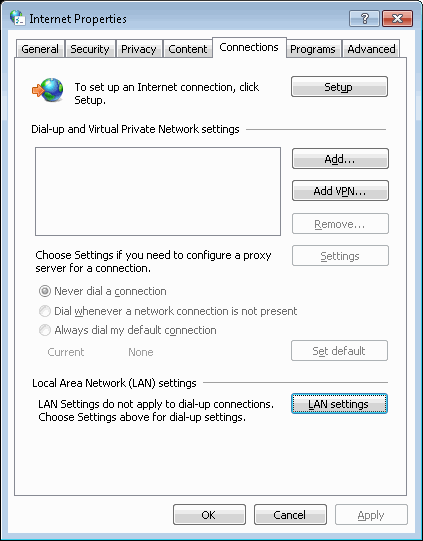 Internet Properties
General Security Privacy Content Connections Programs Advanced
To set up an Internet connection, click
Setup.
Setup
Dial-up and Virtual Private Network settings
Add...
Add VPN...
Remove...
Choose Settings if you need to configure a proxy
server for a connection.
Settings
Never dial a connection
Dial whenever a network connection is not present
Always dial my default connection
Current None
Set default
Local Area Network (LAN) settings
LAN Settings do not apply to dial-up connections.
Choose Settings above for dial-up settings.
LAN settings
OK Cancel Apply